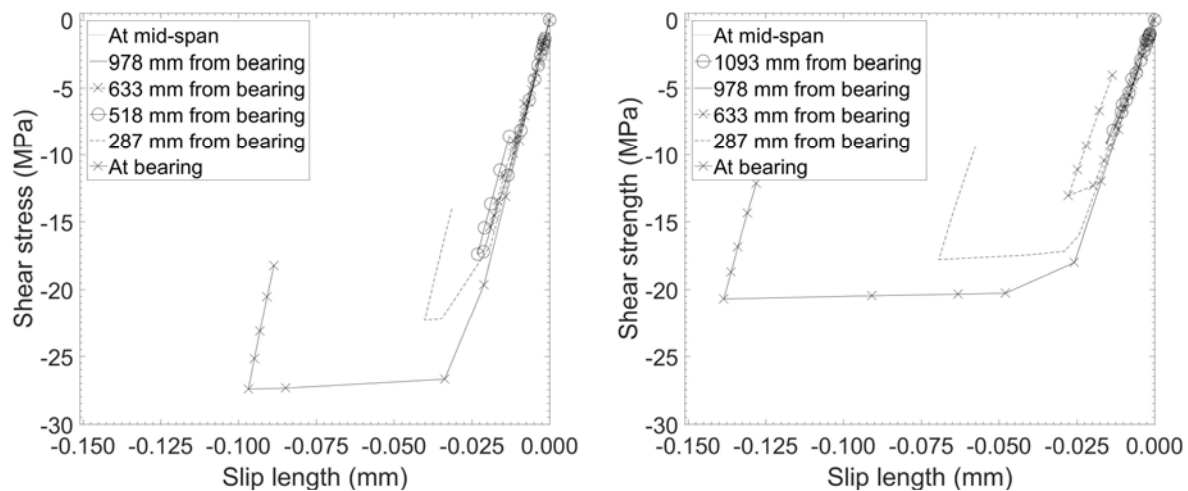 0
-5
-10
-15
-20
-25
-30
Shear stress (MPa)
At mid-span
978 mm from bearing
633 mm from bearing
518 mm from bearing
287 mm from bearing
At bearing
-0.150 -0.125 -0.100 -0.075 -0.050 -0.025 0.000
Slip length (mm)
0
-5
-10
-15
-20
-25
-30
Shear strength (MPa)
At mid-span
1093 mm from bearing
978 mm from bearing
633 mm from bearing
287 mm from bearing
At bearing
-0.150 -0.125 -0.100 -0.075 -0.050 -0.025 0.000
Slip length (mm)